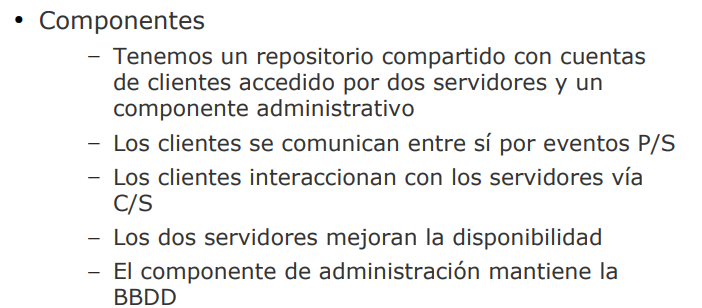 • Componentes
– Tenemos un repositorio compartido con cuentas
de clientes accedido por dos servidores y un
componente administrativo
– Los clientes se comunican entre sí por eventos P/S
– Los clientes interaccionan con los servidores vía
C/S
– Los dos servidores mejoran la disponibilidad
– El componente de administración mantiene la
BBDD